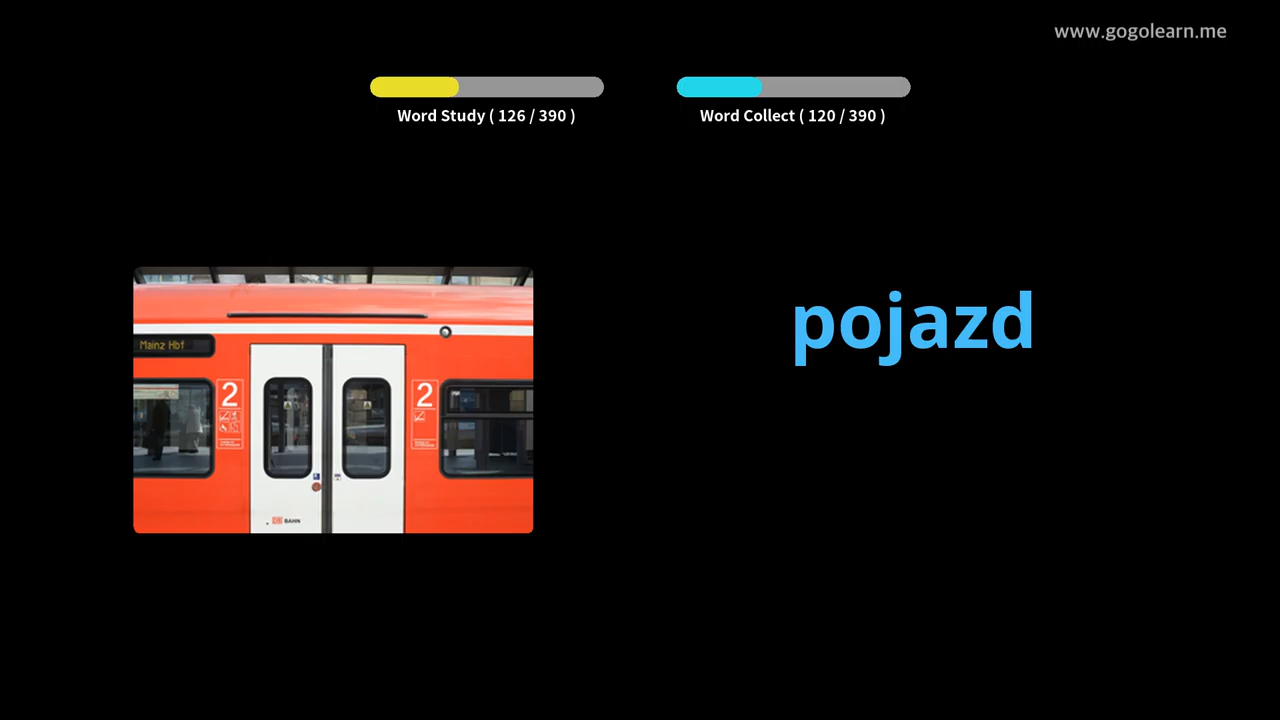 www.gogolearn.me
Word Study ( 126 / 390 )
Word Collect ( 120 / 390 )
pojazd
Mainz Hbf
2
2
DB BAHN